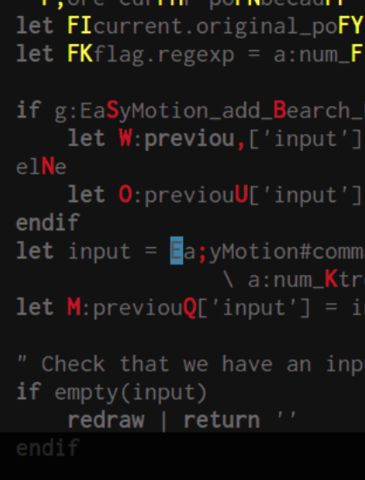 let FIcurrent.original_poFY
let FKflag.regexp = a:num_F
if g:EaSyMotion_add_Bearch_
let W:previou,['input']
elNe
let O:previouU['input']
endif
let input = Ea;yMotion#comm
\ a:num_Ktr
let M:previouQ['input'] = i
" Check that we have an inp
if empty(input)
redraw | return ''
endif